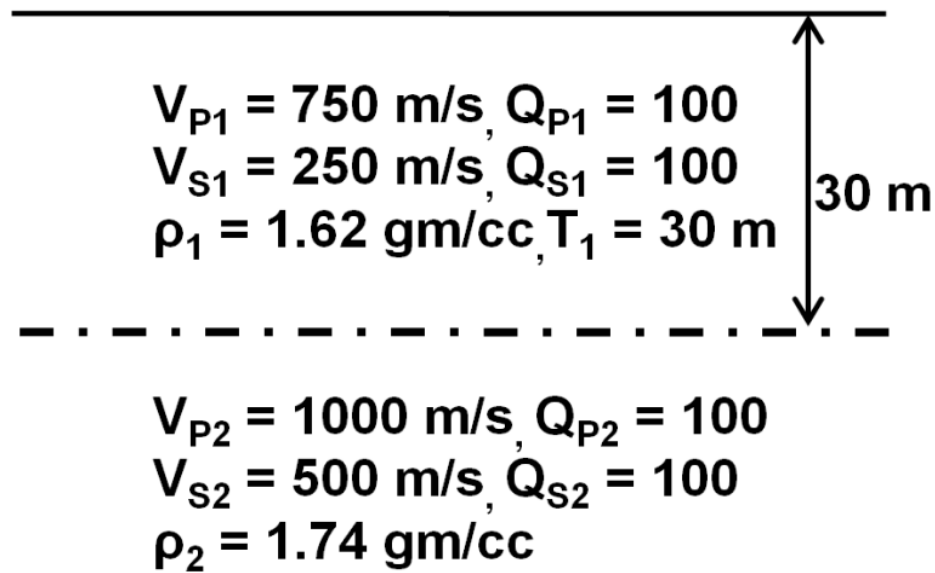 V_P1 = 750 m/s, Q_P1 = 100
V_S1 = 250 m/s, Q_S1 = 100
30 m
ρ_1 = 1.62 gm/cc, T_1 = 30 m
V_P2 = 1000 m/s, Q_P2 = 100
V_S2 = 500 m/s, Q_S2 = 100
ρ_2 = 1.74 gm/cc